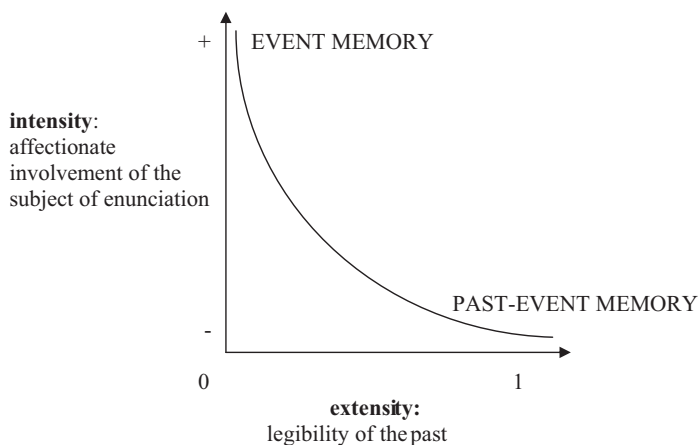 + EVENT MEMORY
intensity:
affectionate
involvement of the
subject of enunciation
PAST-EVENT MEMORY
-
0 1
extensity:
legibility of the past